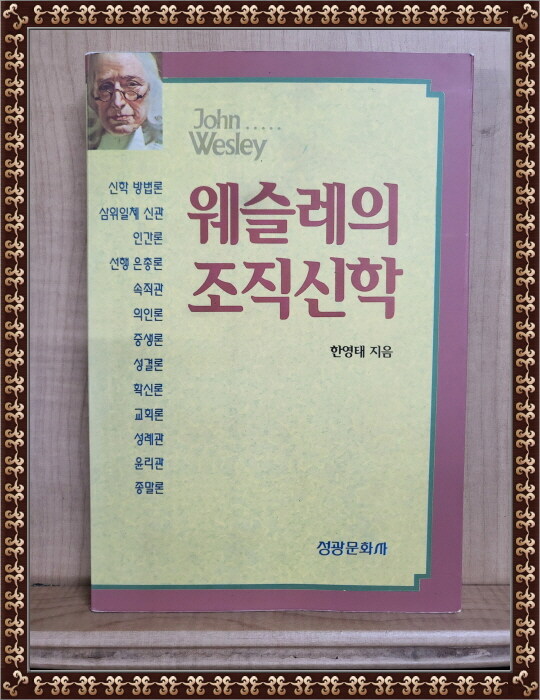 John.....
Wesley
웨슬레의
조직신학
한영태 지음
신학 방법론
삼위일체 신관
인간론
선행 은총론
속죄관
의인론
중생론
성결론
확신론
교회론
성례관
윤리관
종말론
성광문화사